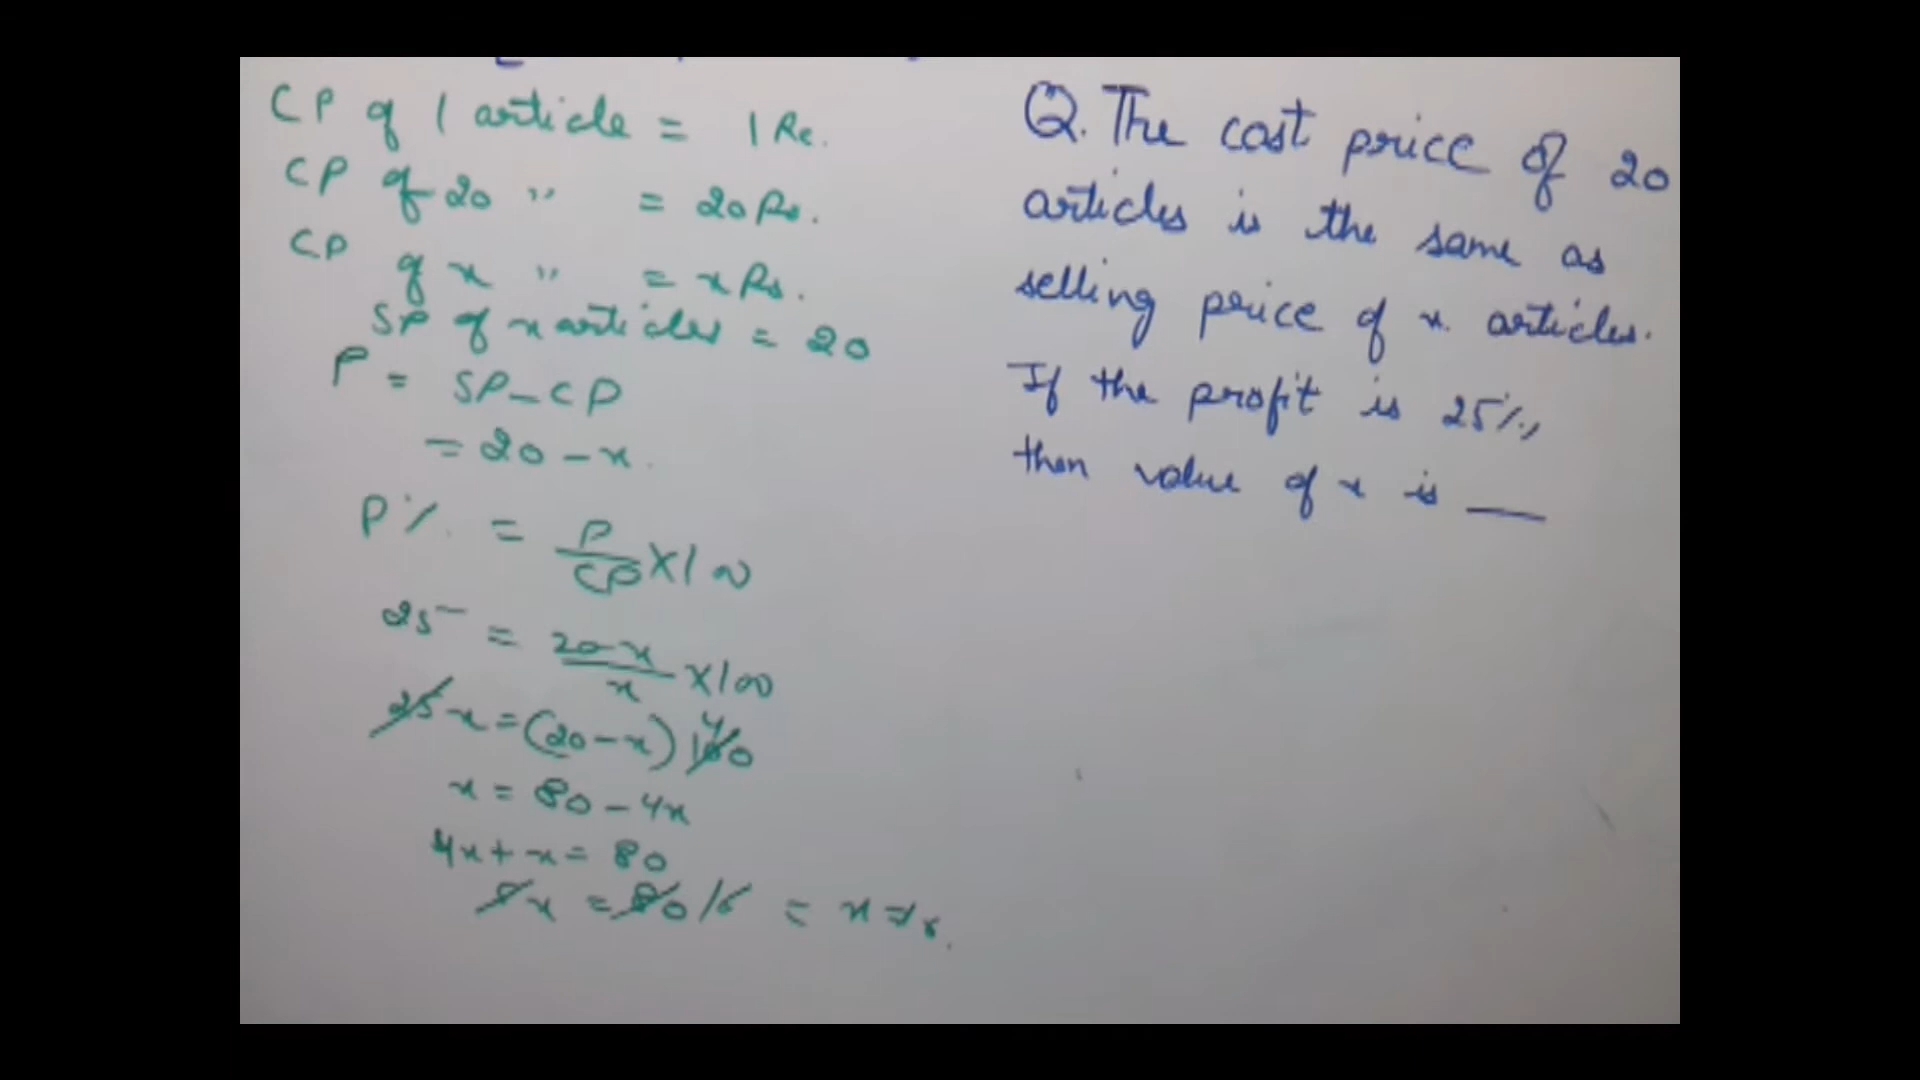 CP of 1 article = 1 Re.
CP of 20 " = 20 Rs.
CP of x " = x Rs.
SP of x articles = 20
P = SP - CP
= 20 - x.
P% = P/CP X 100
25 = 20-x/x X 100
25x = (20-x) 100 4
x = 80 - 4x
4x + x = 80
5x = 80 16 = x = 16.
Q. The cost price of 20
articles is the same as
selling price of x articles.
If the profit is 25%,
then value of x is ___